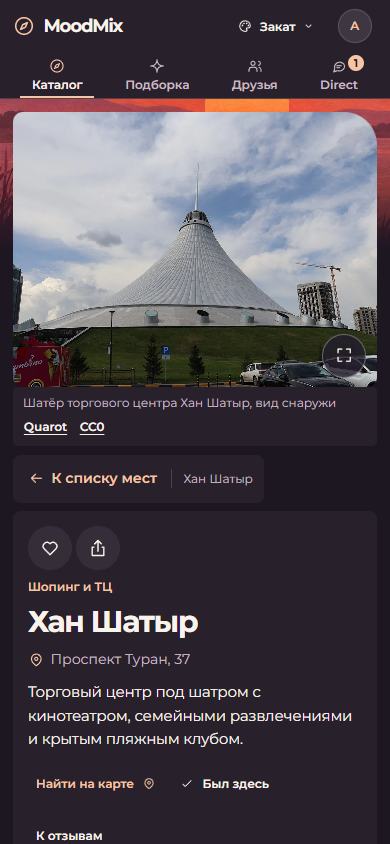 MoodMix
Закат
A
Каталог
Подборка
Друзья
Direct
1
Шатёр торгового центра Хан Шатыр, вид снаружи
Quarot CC0
К списку мест
Хан Шатыр
Шопинг и ТЦ
Хан Шатыр
Проспект Туран, 37
Торговый центр под шатром с
кинотеатром, семейными развлечениями
и крытым пляжным клубом.
Найти на карте
Был здесь
К отзывам